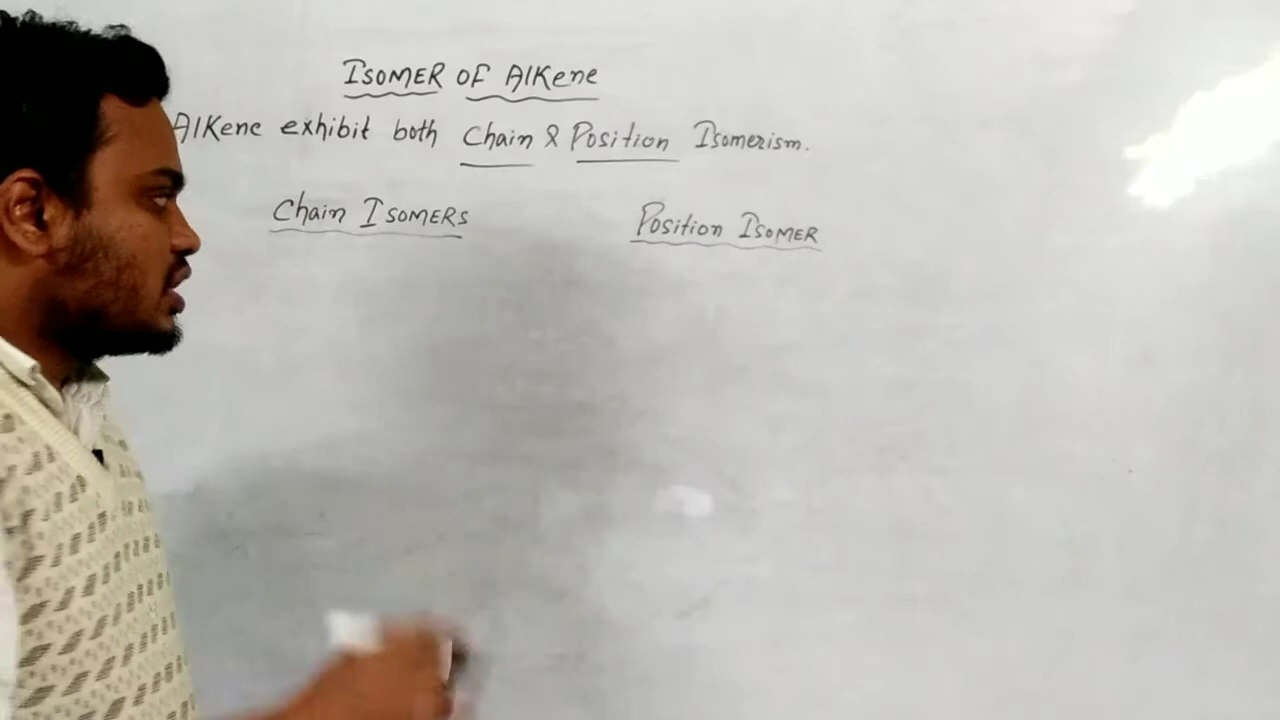 ISOMER OF AlKene
AlKene exhibit both Chain & Position Isomerism.
Chain ISOMERS
Position ISOMER